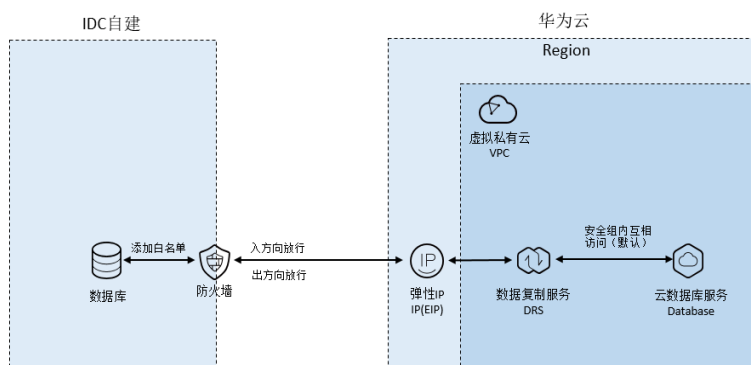 IDC自建
华为云
Region
虚拟私有云
VPC
添加白名单
入方向放行
出方向放行
安全组内互相
访问（默认）
IP
数据库
防火墙
弹性IP
IP(EIP)
数据复制服务
DRS
云数据库服务
Database